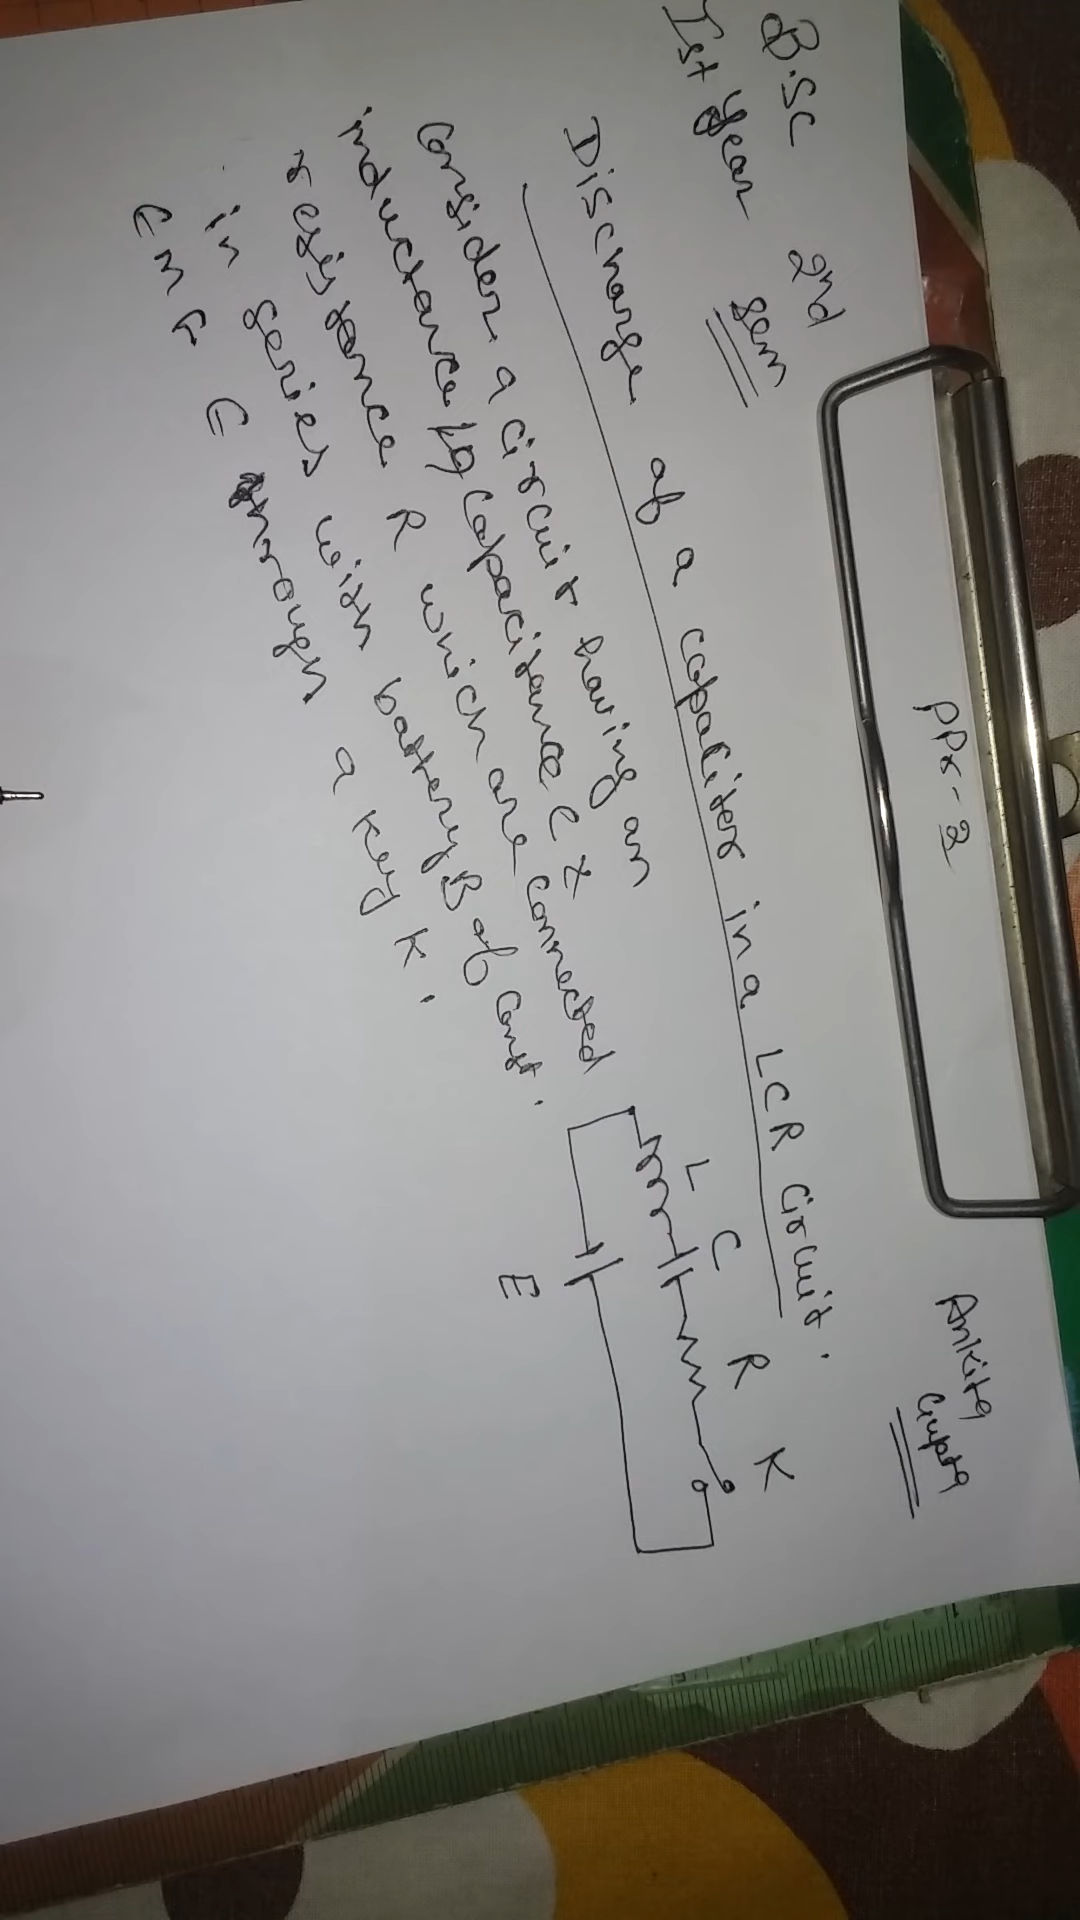 B.Sc 2nd
Ist year sem
PPr-2
Ankita
Gupta
Discharge of a capacitor in a LCR Circuit.
Consider a circuit having an
inductance L, capacitance C &
resistance R which are connected
in series with battery B of const.
EMF E through a key K.
L C R K
E